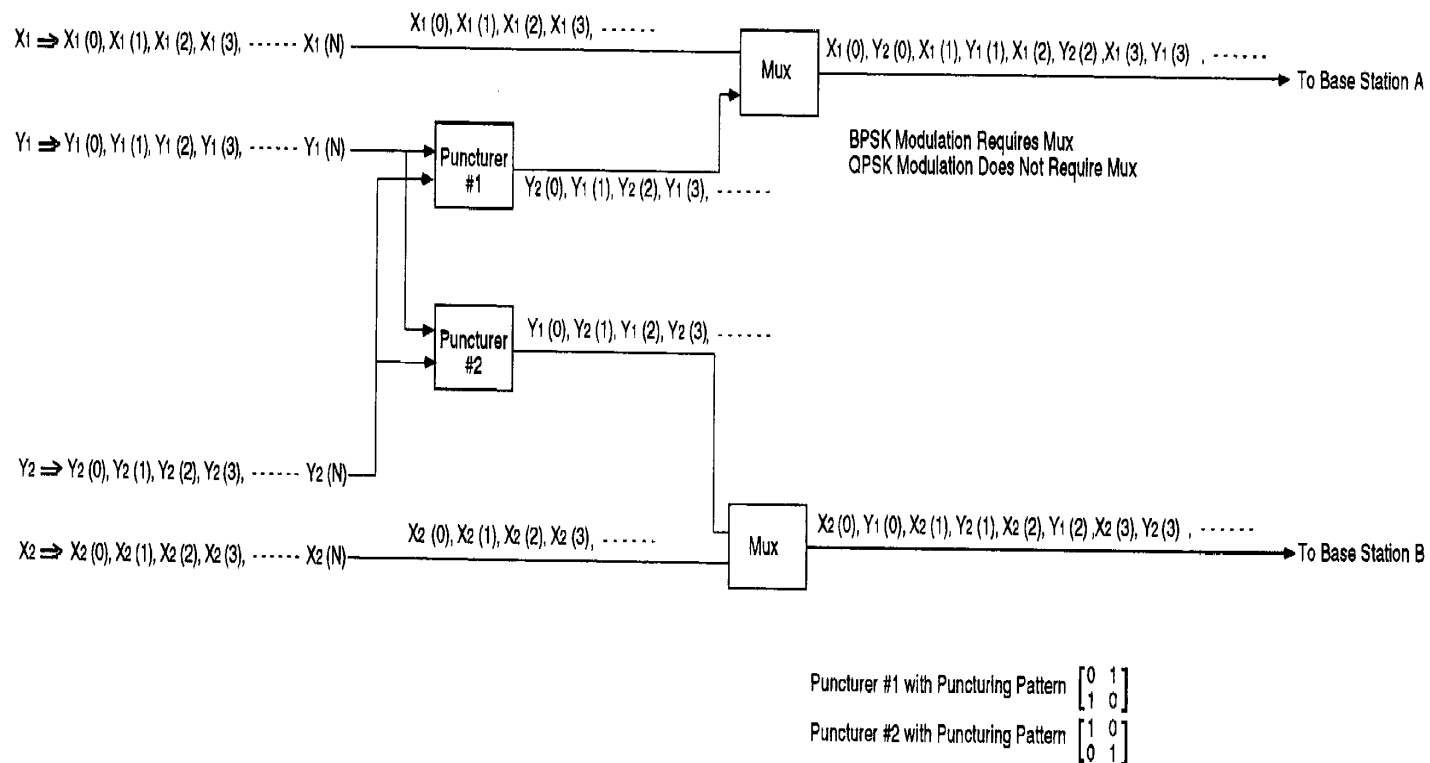 X1 ⇒ X1 (0), X1 (1), X1 (2), X1 (3), ······ X1 (N)
X1 (0), X1 (1), X1 (2), X1 (3), ······
Mux
X1 (0), Y2 (0), X1 (1), Y1 (1), X1 (2), Y2 (2) ,X1 (3), Y1 (3) , ······
To Base Station A
BPSK Modulation Requires Mux
QPSK Modulation Does Not Require Mux
Y1 ⇒ Y1 (0), Y1 (1), Y1 (2), Y1 (3), ······ Y1 (N)
Puncturer
#1
Y2 (0), Y1 (1), Y2 (2), Y1 (3), ······
Puncturer
#2
Y1 (0), Y2 (1), Y1 (2), Y2 (3), ······
Y2 ⇒ Y2 (0), Y2 (1), Y2 (2), Y2 (3), ······ Y2 (N)
X2 ⇒ X2 (0), X2 (1), X2 (2), X2 (3), ······ X2 (N)
X2 (0), X2 (1), X2 (2), X2 (3), ······
Mux
X2 (0), Y1 (0), X2 (1), Y2 (1), X2 (2), Y1 (2) ,X2 (3), Y2 (3) , ······
To Base Station B
Puncturer #1 with Puncturing Pattern [0 1
1 0]
Puncturer #2 with Puncturing Pattern [1 0
0 1]